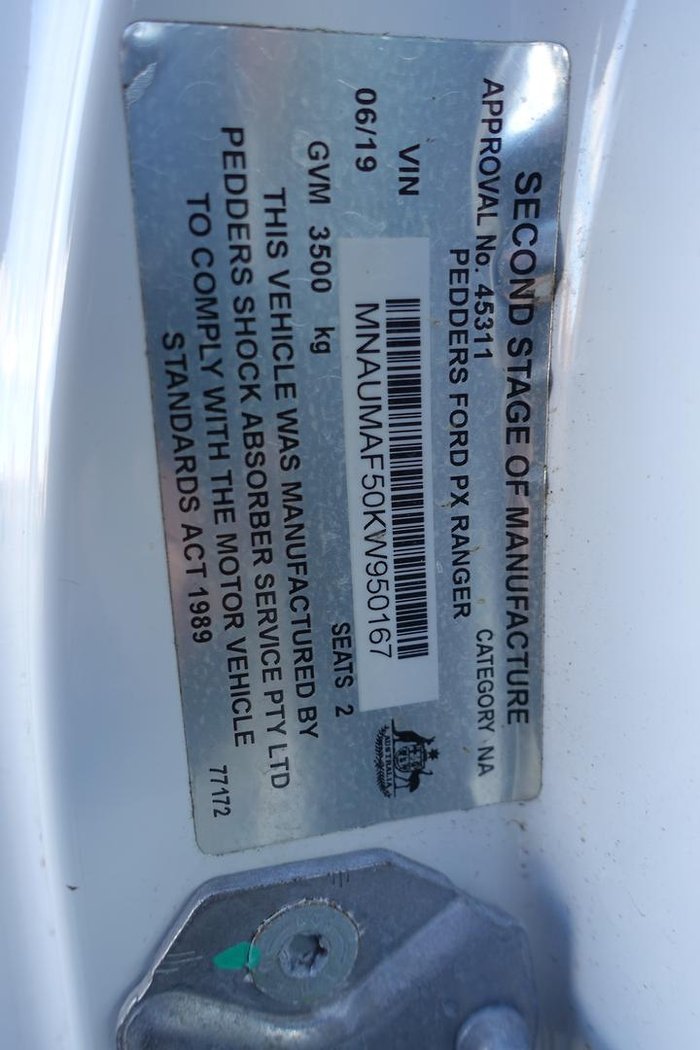 SECOND STAGE OF MANUFACTURE
APPROVAL No. 45311 CATEGORY NA
PEDDERS FORD PX RANGER
VIN
MNAUMAF50KW950167
06/19
AUSTRALIA
GVM 3500 kg SEATS 2
THIS VEHICLE WAS MANUFACTURED BY
PEDDERS SHOCK ABSORBER SERVICE PTY LTD
TO COMPLY WITH THE MOTOR VEHICLE
STANDARDS ACT 1989
77172